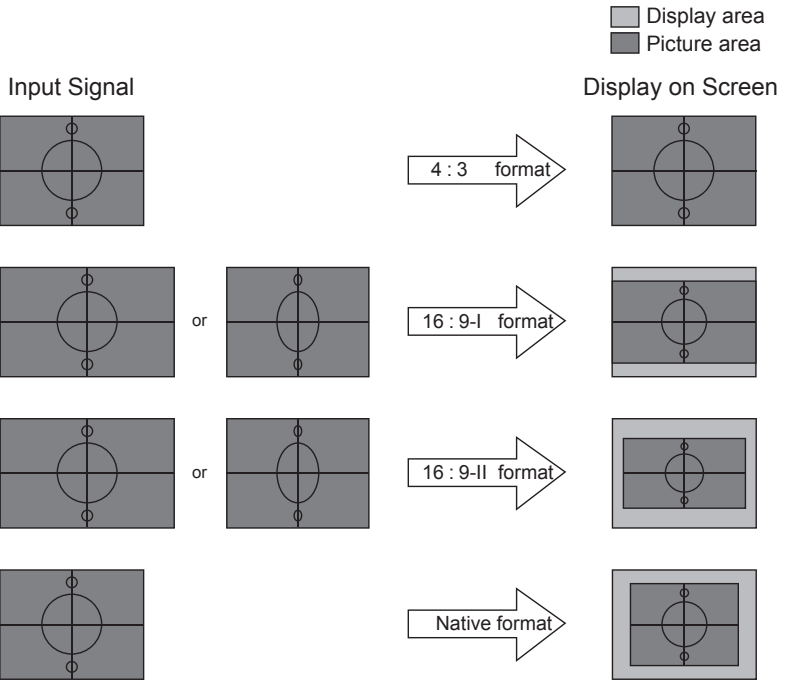 Display area
Picture area
Input Signal
Display on Screen
4 : 3 format
or
16 : 9-I format
or
16 : 9-II format
Native format